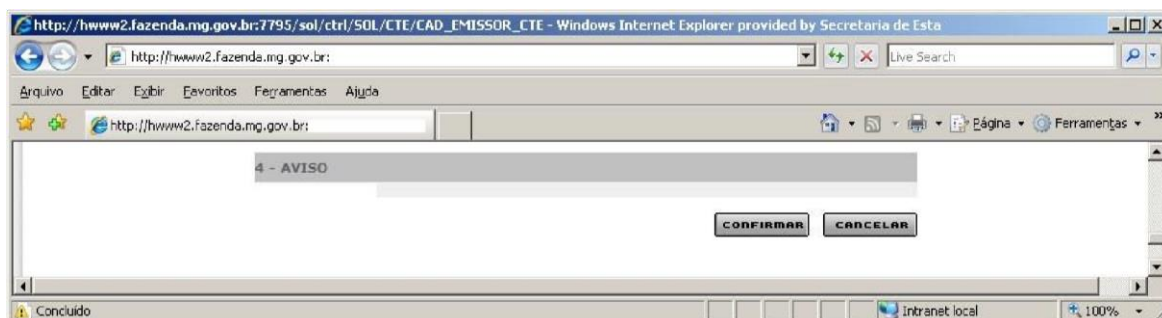 http://hwww2.fazenda.mg.gov.br:7795/sol/ctrl/SOL/CTE/CAD_EMISSOR_CTE - Windows Internet Explorer provided by Secretaria de Esta
http://hwww2.fazenda.mg.gov.br: Live Search
Arquivo Editar Exibir Favoritos Ferramentas Ajuda
http://hwww2.fazenda.mg.gov.br: Página Ferramentas »
4 - AVISO
CONFIRMAR CANCELAR
Concluído Intranet local 100%